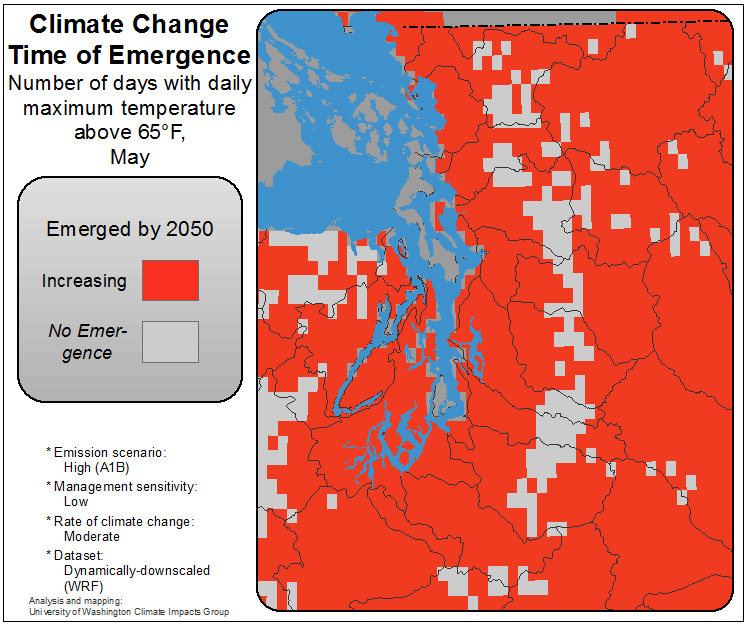 Climate Change
Time of Emergence
Number of days with daily
maximum temperature
above 65°F,
May
Emerged by 2050
Increasing
No Emer-
gence
* Emission scenario:
High (A1B)
* Management sensitivity:
Low
* Rate of climate change:
Moderate
* Dataset:
Dynamically-downscaled
(WRF)
Analysis and mapping:
University of Washington Climate Impacts Group